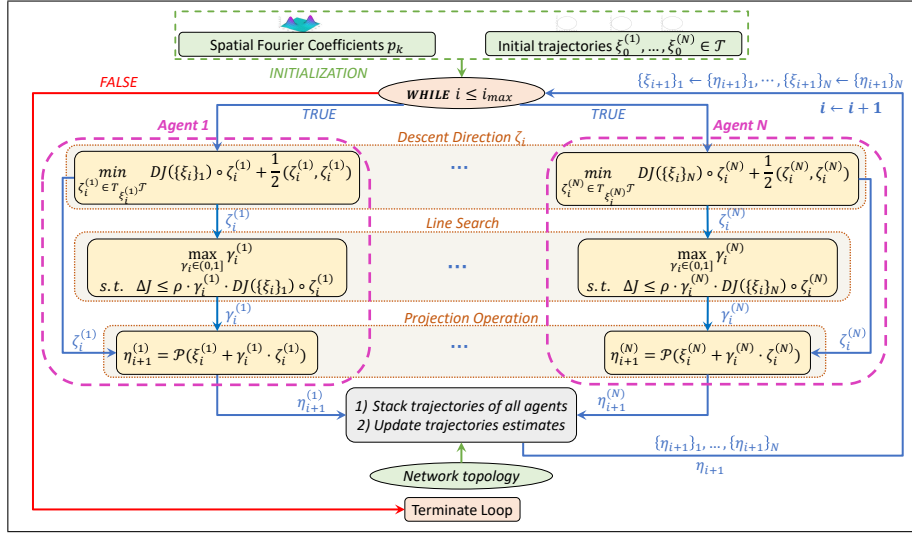 Spatial Fourier Coefficients p_k
Initial trajectories ξ_0^(1), …, ξ_0^(N) ∈ 𝒯
FALSE
INITIALIZATION
WHILE i ≤ i_max
{ξ_{i+1}}_1 ← {η_{i+1}}_1, ⋯, {ξ_{i+1}}_N ← {η_{i+1}}_N
i ← i + 1
TRUE
TRUE
Agent 1
Descent Direction ζ_i
Agent N
min_{ζ_i^(1) ∈ T_{ξ_i^(1)}𝒯} DJ({ξ_i}_1) ∘ ζ_i^(1) + 1/2 ⟨ζ_i^(1), ζ_i^(1)⟩
...
min_{ζ_i^(N) ∈ T_{ξ_i^(N)}𝒯} DJ({ξ_i}_N) ∘ ζ_i^(N) + 1/2 ⟨ζ_i^(N), ζ_i^(N)⟩
ζ_i^(1)
ζ_i^(N)
Line Search
max_{γ_i∈(0,1]} γ_i^(1)
s.t. ΔJ ≤ ρ · γ_i^(1) · DJ({ξ_i}_1) ∘ ζ_i^(1)
...
max_{γ_i∈(0,1]} γ_i^(N)
s.t. ΔJ ≤ ρ · γ_i^(N) · DJ({ξ_i}_N) ∘ ζ_i^(N)
γ_i^(1)
γ_i^(N)
Projection Operation
ζ_i^(1)
η_{i+1}^(1) = 𝒫(ξ_i^(1) + γ_i^(1) · ζ_i^(1))
...
η_{i+1}^(N) = 𝒫(ξ_i^(N) + γ_i^(N) · ζ_i^(N))
ζ_i^(N)
η_{i+1}^(1)
η_{i+1}^(N)
1) Stack trajectories of all agents
2) Update trajectories estimates
{η_{i+1}}_1, …, {η_{i+1}}_N
η_{i+1}
Network topology
Terminate Loop